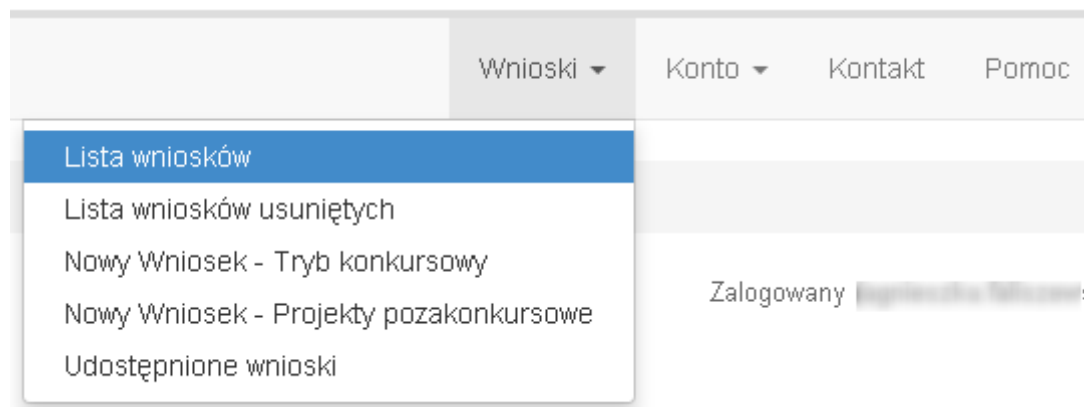 Wnioski Konto Kontakt Pomoc
Lista wniosków
Lista wniosków usuniętych
Nowy Wniosek - Tryb konkursowy
Nowy Wniosek - Projekty pozakonkursowe
Zalogowany
Udostępnione wnioski